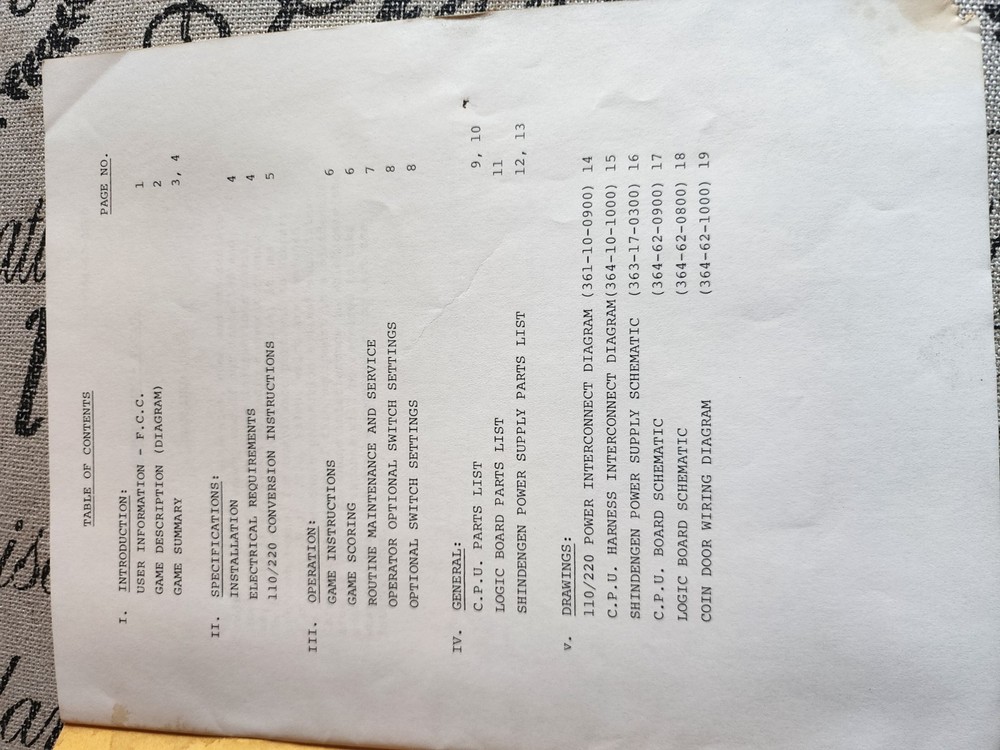 TABLE OF CONTENTS
PAGE NO.
I. INTRODUCTION:
USER INFORMATION - F.C.C. 1
GAME DESCRIPTION (DIAGRAM) 2
GAME SUMMARY 3, 4
II. SPECIFICATIONS:
INSTALLATION 4
ELECTRICAL REQUIREMENTS 4
110/220 CONVERSION INSTRUCTIONS 5
III. OPERATION:
GAME INSTRUCTIONS 6
GAME SCORING 6
ROUTINE MAINTENANCE AND SERVICE 7
OPERATOR OPTIONAL SWITCH SETTINGS 8
OPTIONAL SWITCH SETTINGS 8
IV. GENERAL:
C.P.U. PARTS LIST 9, 10
LOGIC BOARD PARTS LIST 11
SHINDENGEN POWER SUPPLY PARTS LIST 12, 13
v. DRAWINGS:
110/220 POWER INTERCONNECT DIAGRAM (361-10-0900) 14
C.P.U. HARNESS INTERCONNECT DIAGRAM(364-10-1000) 15
SHINDENGEN POWER SUPPLY SCHEMATIC (363-17-0300) 16
C.P.U. BOARD SCHEMATIC (364-62-0900) 17
LOGIC BOARD SCHEMATIC (364-62-0800) 18
COIN DOOR WIRING DIAGRAM (364-62-1000) 19